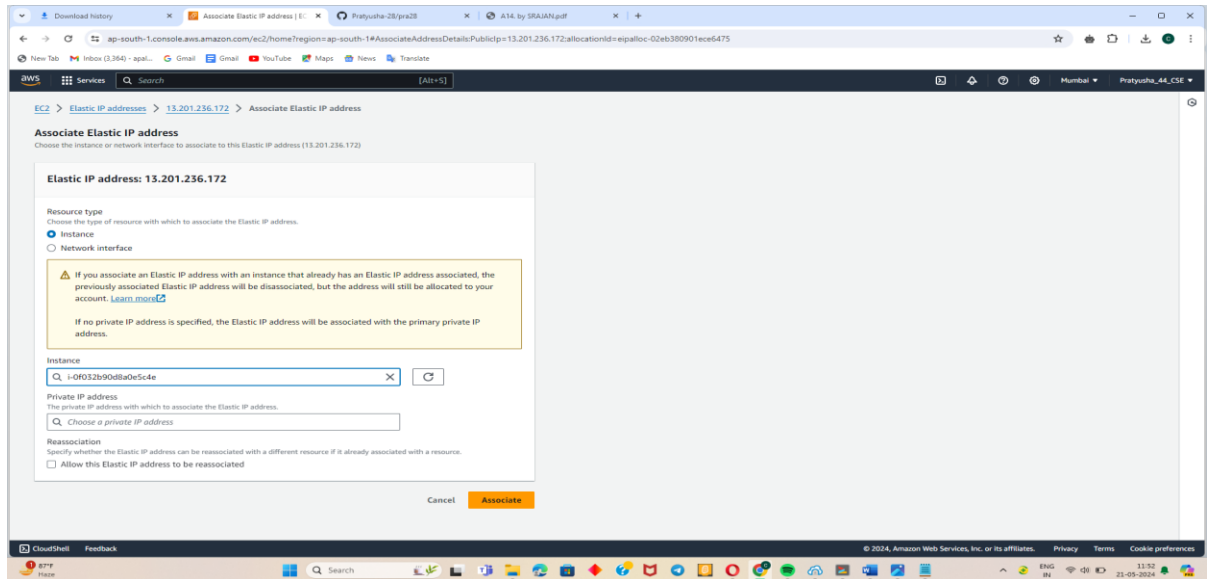 Download history
Associate Elastic IP address | EC
Pratyusha-28/pra28
A14. by SRAJAN.pdf
ap-south-1.console.aws.amazon.com/ec2/home?region=ap-south-1#AssociateAddressDetails:PublicIp=13.201.236.172;allocationId=eipalloc-02eb380901ece6475
New Tab
Inbox (3,364) - apal...
Gmail
Gmail
YouTube
Maps
News
Translate
aws
Services
Search
[Alt+S]
Mumbai
Pratyusha_44_CSE
EC2 > Elastic IP addresses > 13.201.236.172 > Associate Elastic IP address
Associate Elastic IP address
Choose the instance or network interface to associate to this Elastic IP address (13.201.236.172)
Elastic IP address: 13.201.236.172
Resource type
Choose the type of resource with which to associate the Elastic IP address.
Instance
Network interface
If you associate an Elastic IP address with an instance that already has an Elastic IP address associated, the
previously associated Elastic IP address will be disassociated, but the address will still be allocated to your
account. Learn more
If no private IP address is specified, the Elastic IP address will be associated with the primary private IP
address.
Instance
i-0f032b90d8a0e5c4e
Private IP address
The private IP address with which to associate the Elastic IP address.
Choose a private IP address
Reassociation
Specify whether the Elastic IP address can be reassociated with a different resource if it already associated with a resource.
Allow this Elastic IP address to be reassociated
Cancel
Associate
CloudShell
Feedback
© 2024, Amazon Web Services, Inc. or its affiliates.
Privacy
Terms
Cookie preferences
87°F
Haze
Search
ENG
IN
11:52
21-05-2024